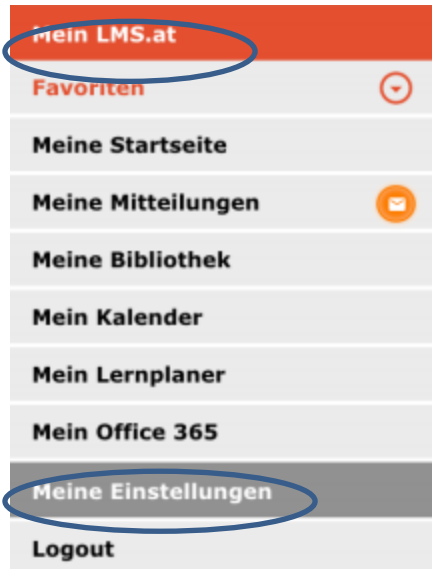 Mein LMS.at
Favoriten
Meine Startseite
Meine Mitteilungen
Meine Bibliothek
Mein Kalender
Mein Lernplaner
Mein Office 365
Meine Einstellungen
Logout